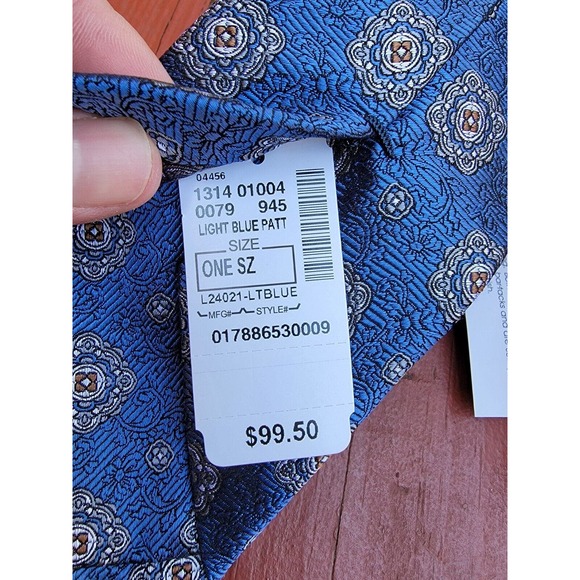 04456
1314 01004
0079 945
LIGHT BLUE PATT
SIZE
ONE SZ
L24021-LTBLUE
MFG# STYLE#
017886530009
$99.50